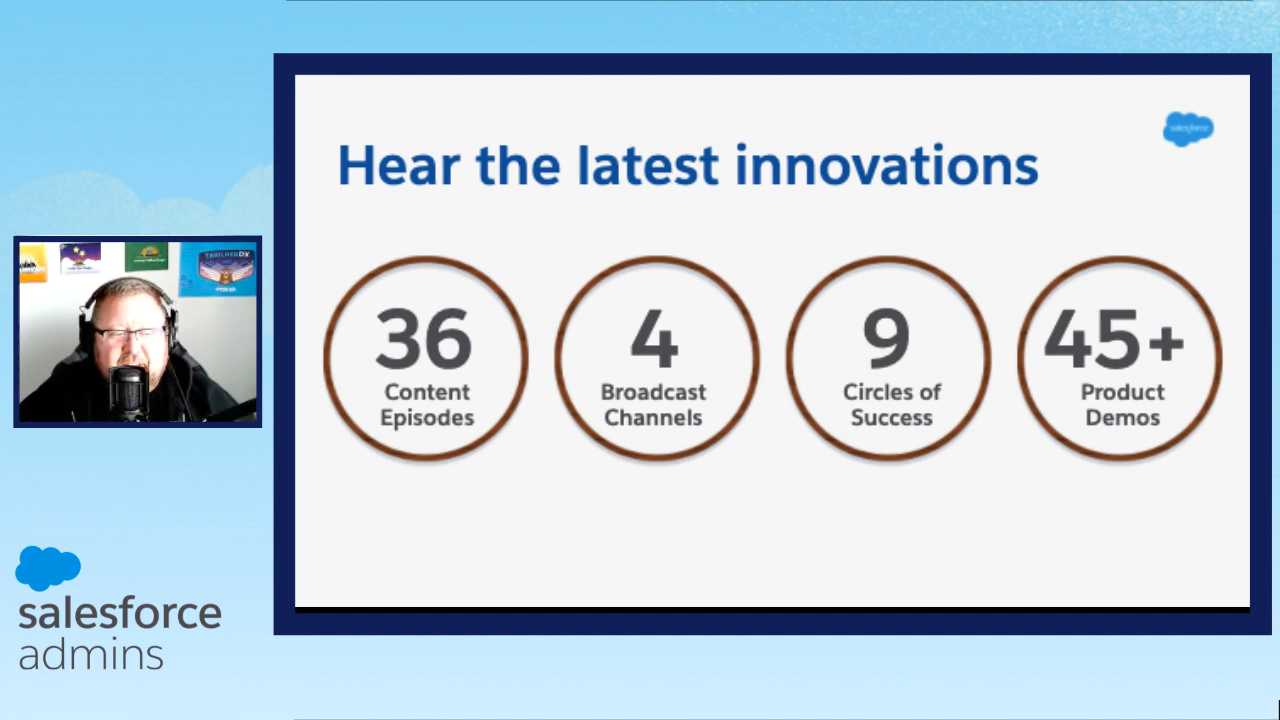 Hear the latest innovations
salesforce
36
Content
Episodes
4
Broadcast
Channels
9
Circles of
Success
45+
Product
Demos
TRAILHEADX
salesforce
admins